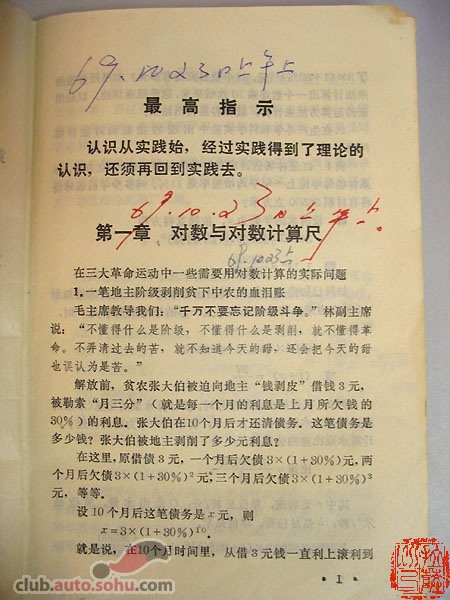 69.10.23日上午上
最高指示
认识从实践始，经过实践得到了理论的
认识，还须再回到实践去。
69.10.23日上午上.
第一章 对数与对数计算尺
69.10.23上
在三大革命运动中一些需要用对数计算的实际问题
1.一笔地主阶级剥削贫下中农的血泪账
毛主席教导我们：“千万不要忘记阶级斗争。”林副主席
说：“不懂得什么是阶级，不懂得什么是剥削，就不懂得革
命。不弄清过去的苦，就不知道今天的甜，还会把今天的甜
也误认为是苦。”
解放前，贫农张大伯被迫向地主“钱剥皮”借钱3元，
被勒索“月三分”（就是每一个月的利息是上月所欠钱的
30%）的利息。张大伯在10个月后才还清债务。这笔债务是
多少钱？张大伯被地主剥削了多少元利息？
在这里，原借债3元，一个月后欠债3×(1+30%)元，两
个月后欠债3×(1+30%)²元，三个月后欠债3×(1+30%)³
元，等等。
设10个月后这笔债务是x元，则
x=3×(1+30%)¹⁰.
就是说，在10个月时间里，从借3元钱一直利上滚利到
·1·
club.auto.sohu.com